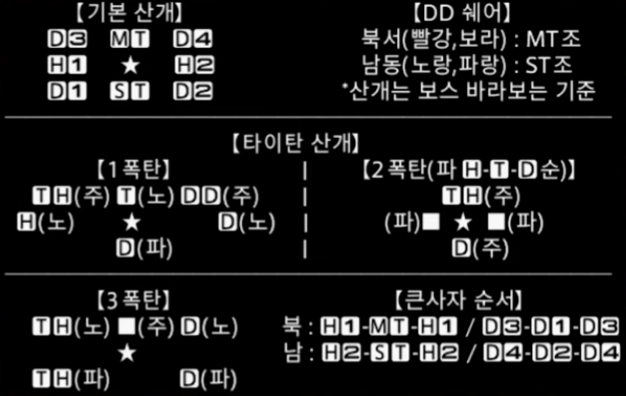 【기본 산개】
D3 MT D4
H1 ★ H2
D1 ST D2
【DD 쉐어】
북서(빨강,보라) : MT조
남동(노랑,파랑) : ST조
*산개는 보스 바라보는 기준
【타이탄 산개】
【1폭탄】
TH(주) T(노) DD(주)
H(노) ★ D(노)
D(파)
【2폭탄(파 H-T-D순)】
TH(주)
(파)■ ★ ■(파)
D(주)
【3폭탄】
TH(노) ■(주) D(노)
★
TH(파) D(파)
【큰사자 순서】
북 : H1-MT-H1 / D3-D1-D3
남 : H2-ST-H2 / D4-D2-D4